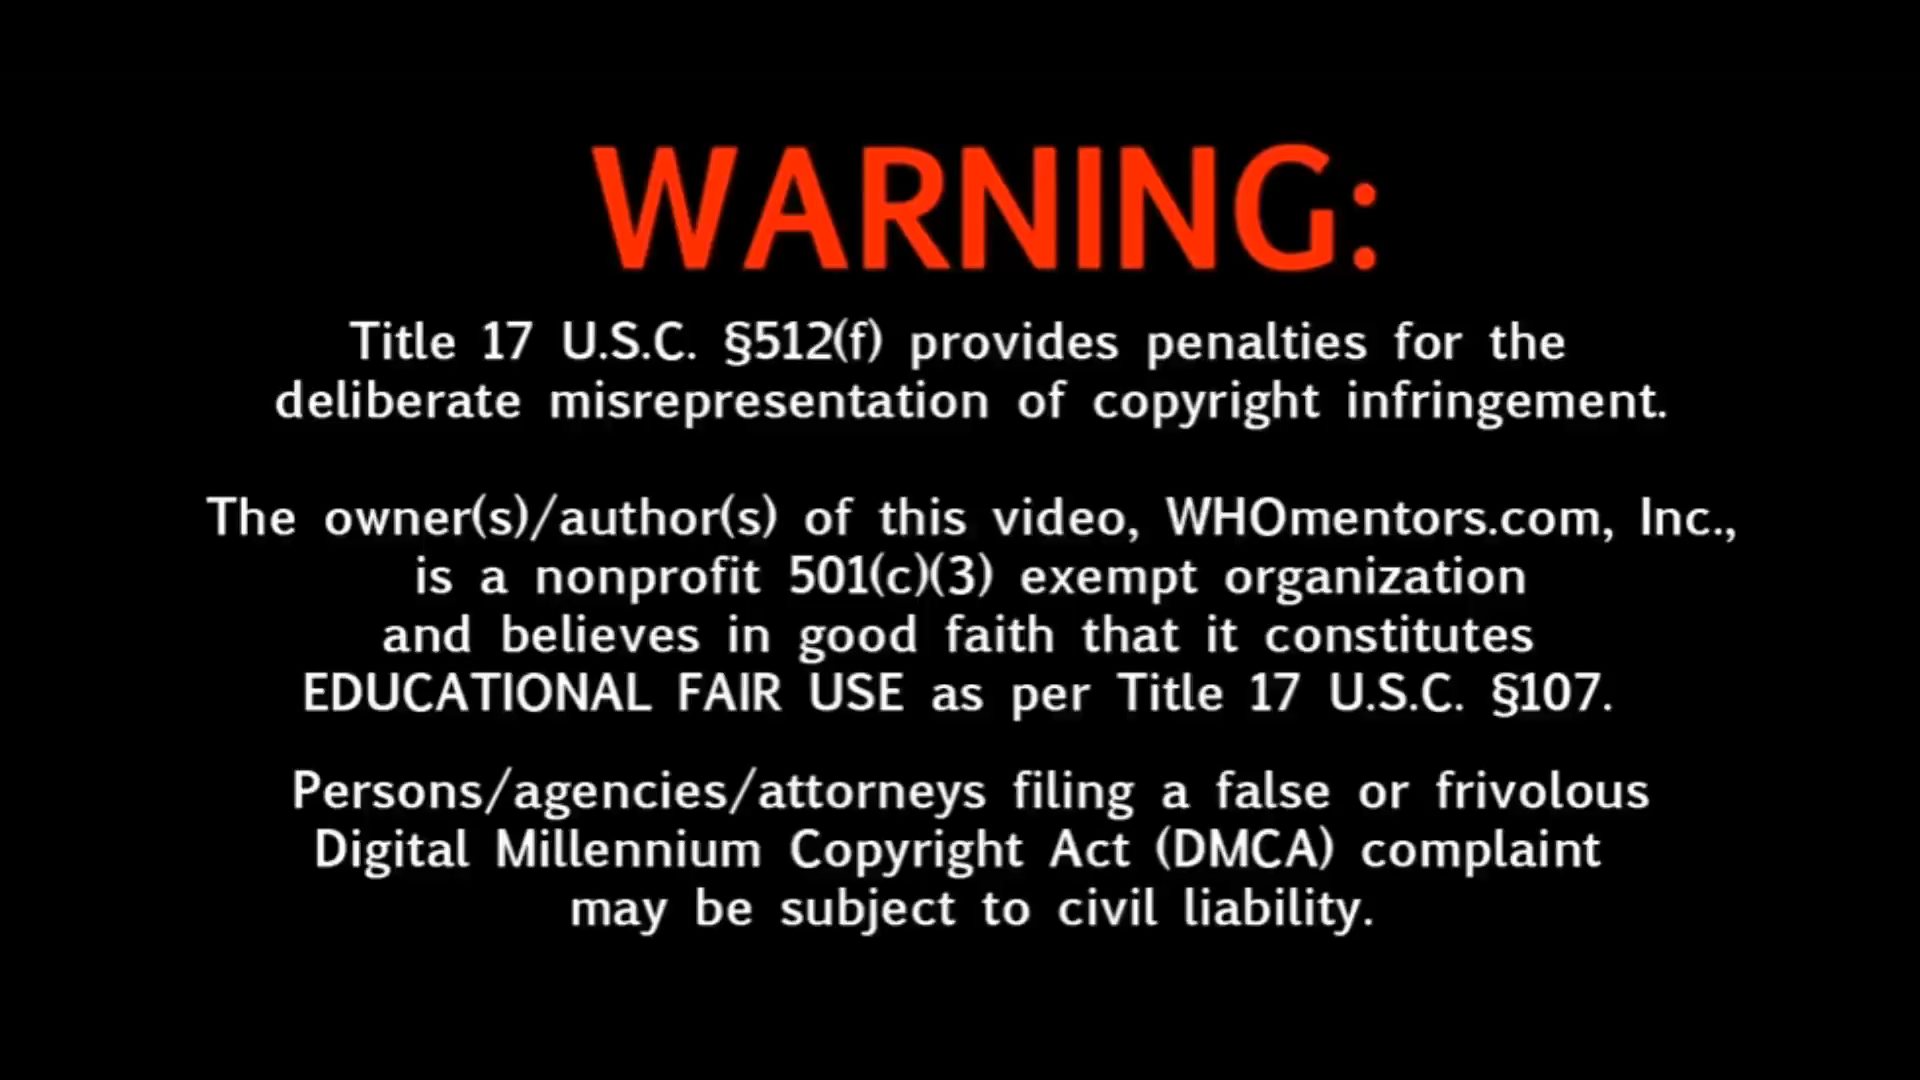 WARNING:
Title 17 U.S.C. §512(f) provides penalties for the
deliberate misrepresentation of copyright infringement.
The owner(s)/author(s) of this video, WHOmentors.com, Inc.,
is a nonprofit 501(c)(3) exempt organization
and believes in good faith that it constitutes
EDUCATIONAL FAIR USE as per Title 17 U.S.C. §107.
Persons/agencies/attorneys filing a false or frivolous
Digital Millennium Copyright Act (DMCA) complaint
may be subject to civil liability.